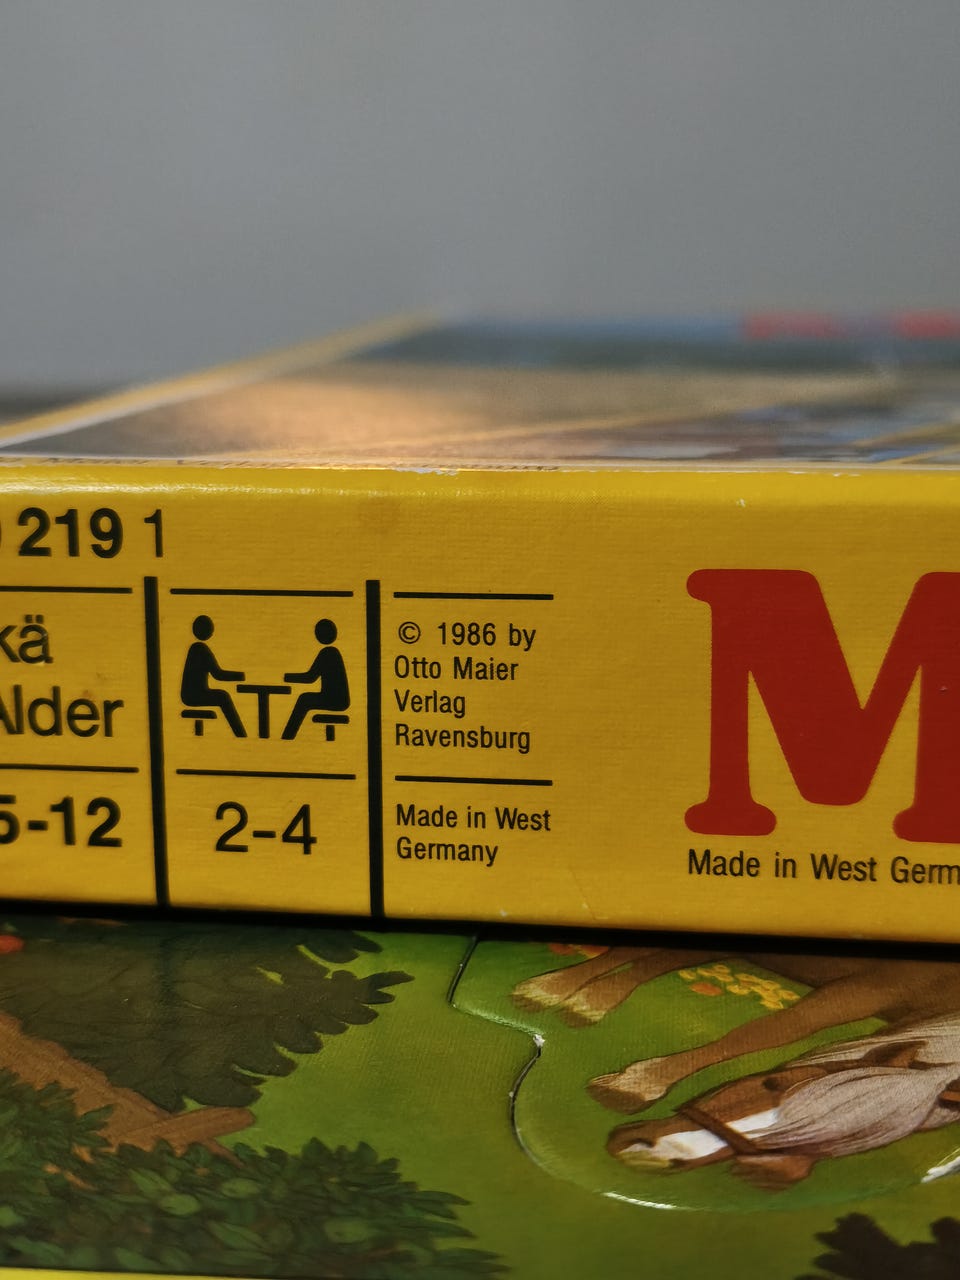 219 1
kä
Alder
5-12
2-4
© 1986 by
Otto Maier
Verlag
Ravensburg
Made in West
Germany
M
Made in West Germ